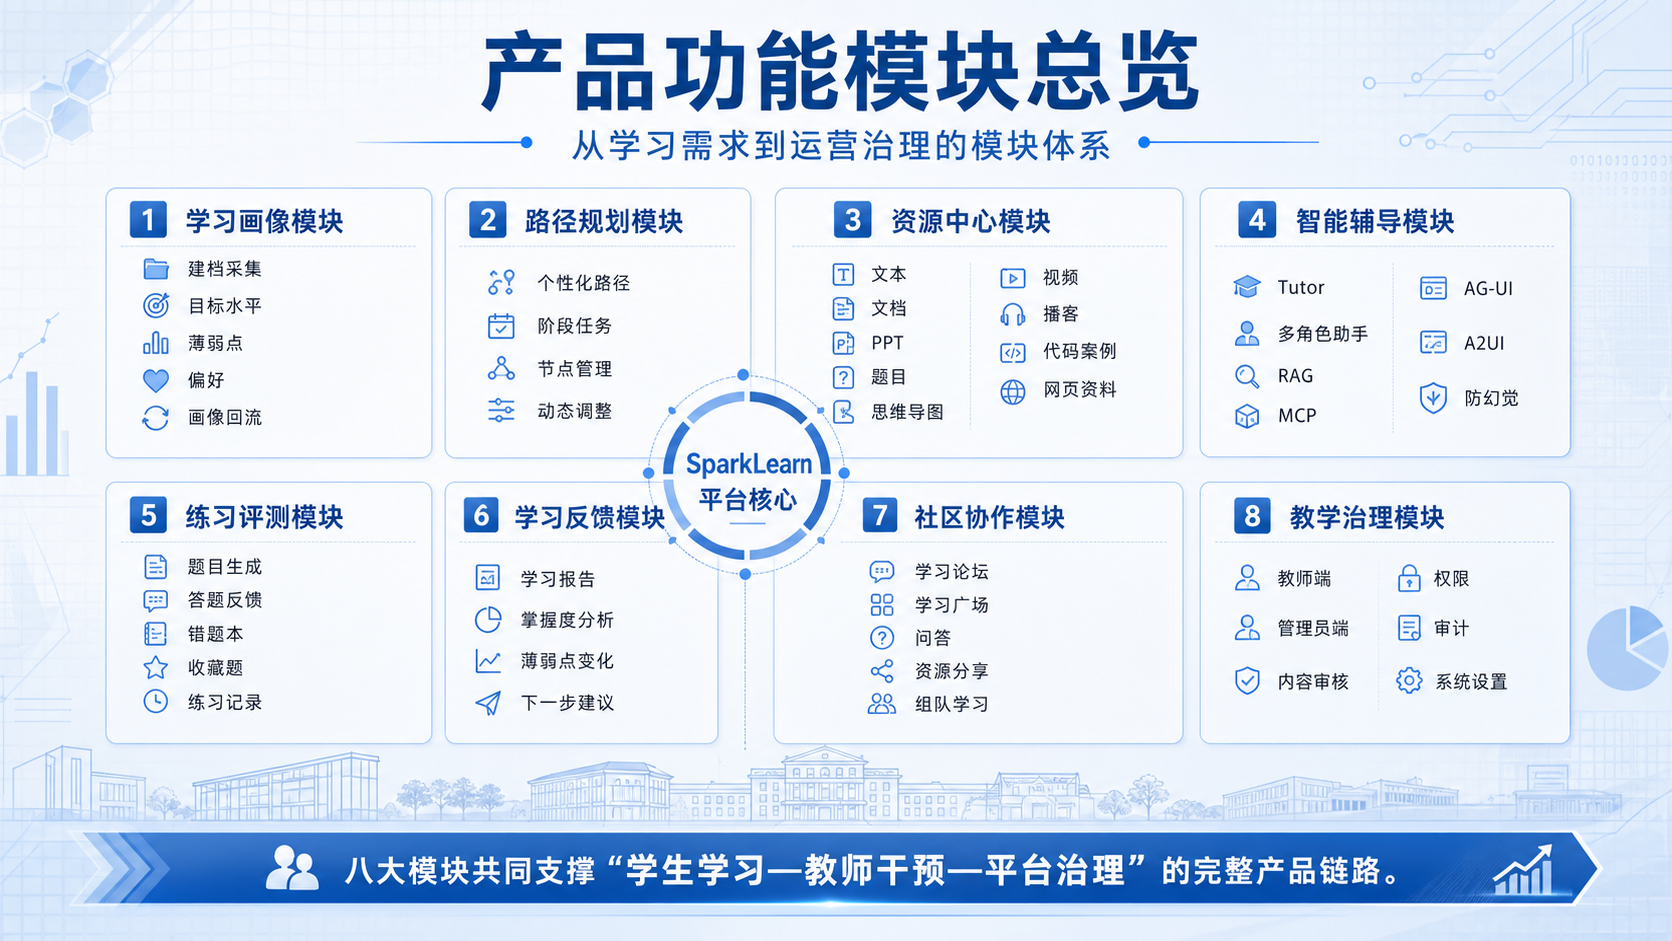 产品功能模块总览
从学习需求到运营治理的模块体系
1 学习画像模块
建档采集
目标水平
薄弱点
偏好
画像回流
2 路径规划模块
个性化路径
阶段任务
节点管理
动态调整
3 资源中心模块
文本
文档
PPT
题目
思维导图
视频
播客
代码案例
网页资料
4 智能辅导模块
Tutor
多角色助手
RAG
MCP
AG-UI
A2UI
防幻觉
SparkLearn
平台核心
5 练习评测模块
题目生成
答题反馈
错题本
收藏题
练习记录
6 学习反馈模块
学习报告
掌握度分析
薄弱点变化
下一步建议
7 社区协作模块
学习论坛
学习广场
问答
资源分享
组队学习
8 教学治理模块
教师端
管理员端
内容审核
权限
审计
系统设置
八大模块共同支撑“学生学习—教师干预—平台治理”的完整产品链路。